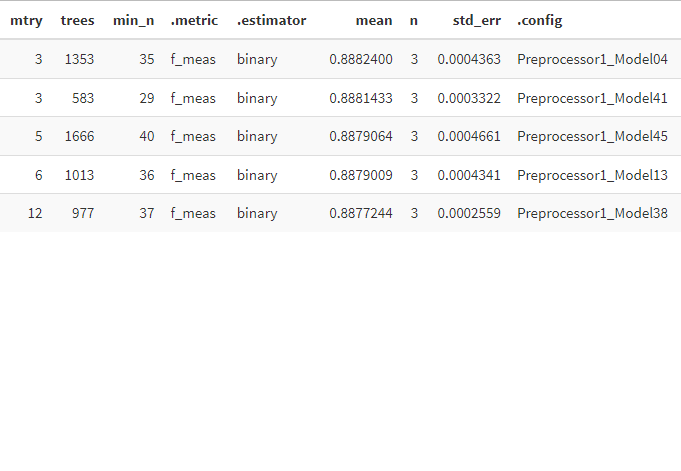 mtry trees min_n .metric .estimator mean n std_err .config
3 1353 35 f_meas binary 0.8882400 3 0.0004363 Preprocessor1_Model04
3 583 29 f_meas binary 0.8881433 3 0.0003322 Preprocessor1_Model41
5 1666 40 f_meas binary 0.8879064 3 0.0004661 Preprocessor1_Model45
6 1013 36 f_meas binary 0.8879009 3 0.0004341 Preprocessor1_Model13
12 977 37 f_meas binary 0.8877244 3 0.0002559 Preprocessor1_Model38